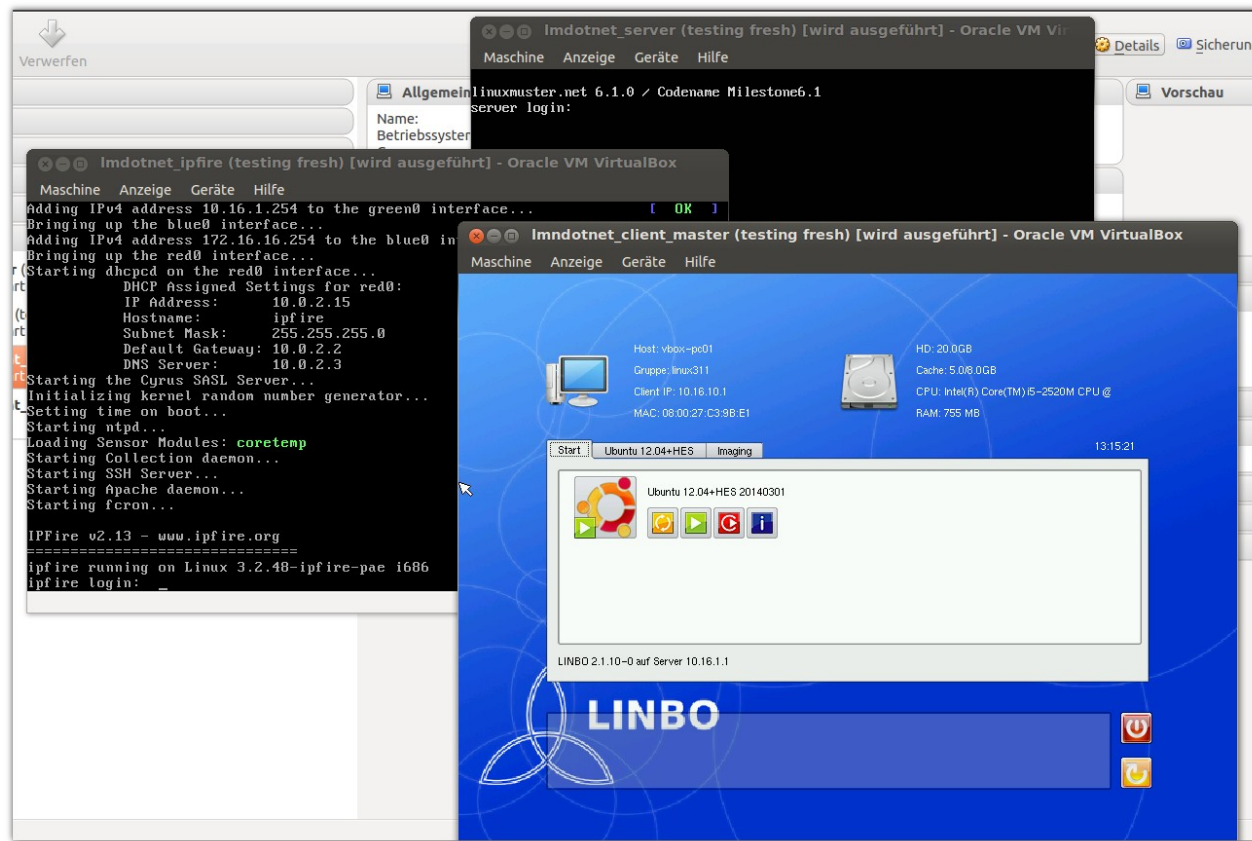 Verwerfen
Details
Sicherun
lmdotnet_server (testing fresh) [wird ausgeführt] - Oracle VM Vir
Maschine Anzeige Geräte Hilfe
linuxmuster.net 6.1.0 / Codename Milestone6.1
server login:
Allgemein
Name:
Betriebssystem
Vorschau
lmdotnet_ipfire (testing fresh) [wird ausgeführt] - Oracle VM VirtualBox
Maschine Anzeige Geräte Hilfe
Adding IPv4 address 10.16.1.254 to the green0 interface... [ OK ]
Bringing up the blue0 interface...
Adding IPv4 address 172.16.16.254 to the blue0 in
Bringing up the red0 interface...
Starting dhcpcd on the red0 interface...
DHCP Assigned Settings for red0:
IP Address: 10.0.2.15
Hostname: ipfire
Subnet Mask: 255.255.255.0
Default Gateway: 10.0.2.2
DNS Server: 10.0.2.3
Starting the Cyrus SASL Server...
Initializing kernel random number generator...
Setting time on boot...
Starting ntpd...
Loading Sensor Modules: coretemp
Starting Collection daemon...
Starting SSH Server...
Starting Apache daemon...
Starting fcron...
IPFire v2.13 - www.ipfire.org
===============================
ipfire running on Linux 3.2.48-ipfire-pae i686
ipfire login: _
lmndotnet_client_master (testing fresh) [wird ausgeführt] - Oracle VM VirtualBox
Maschine Anzeige Geräte Hilfe
Host: vbox-pc01
Gruppe: linux311
Client IP: 10.16.10.1
MAC: 08:00:27:C3:9B:E1
HD: 20.0GB
Cache: 5.0/8.0GB
CPU: Intel(R) Core(TM) i5-2520M CPU @
RAM: 755 MB
Start Ubuntu 12.04+HES Imaging
13:15:21
Ubuntu 12.04+HES 20140301
LINBO 2.1.10-0 auf Server 10.16.1.1
LINBO